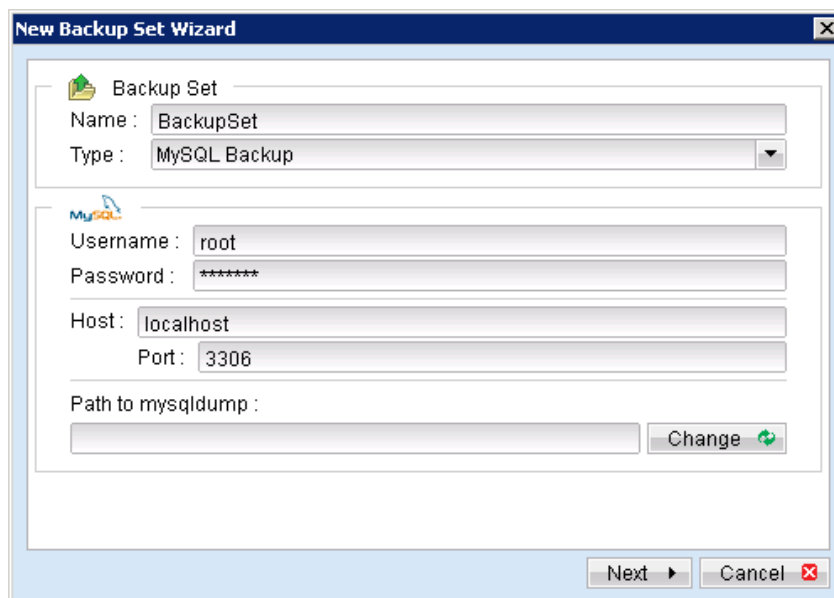 New Backup Set Wizard
Backup Set
Name : BackupSet
Type : MySQL Backup
MySQL
Username : root
Password : *******
Host : localhost
Port : 3306
Path to mysqldump :
Change
Next Cancel